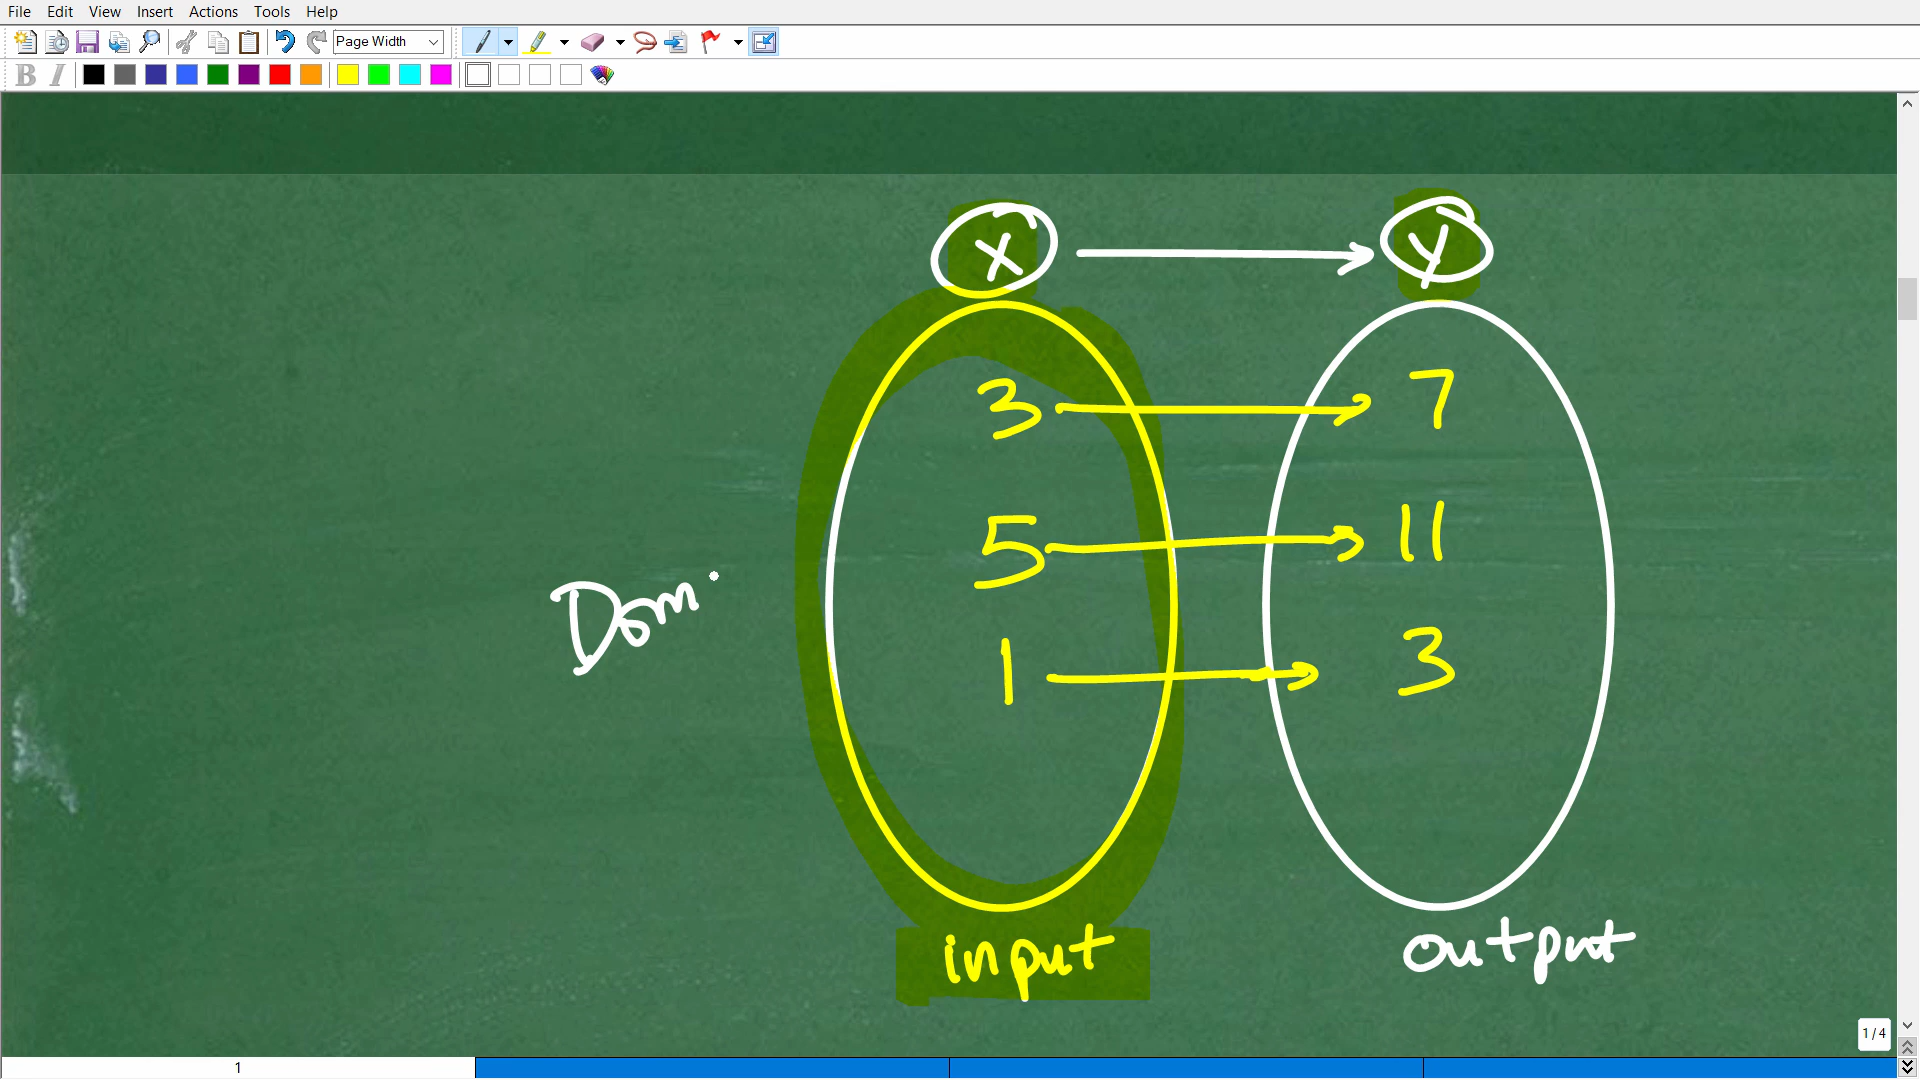 File Edit View Insert Actions Tools Help
Page Width
B I
x y
3 7
5 11
Dom
1 3
input output
1 / 4
1